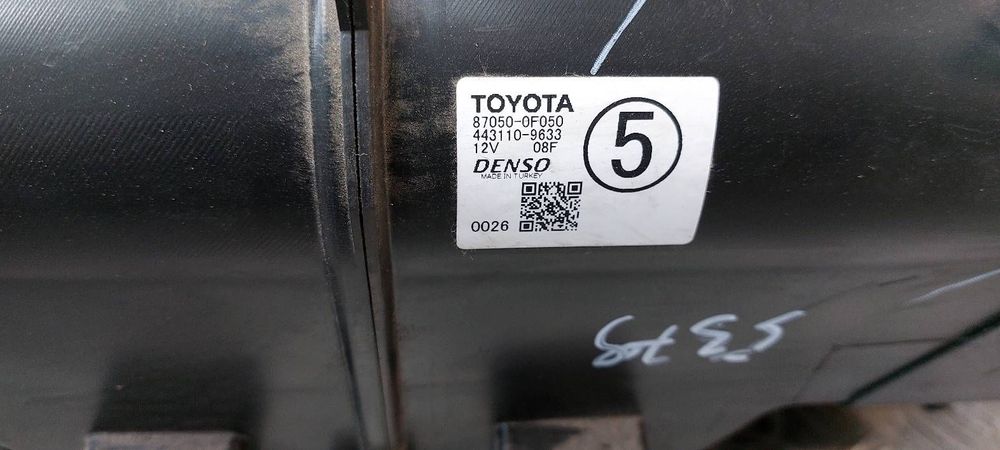 TOYOTA
87050-0F050
443110-9633
12V 08F
DENSO
MADE IN TURKEY
0026
5